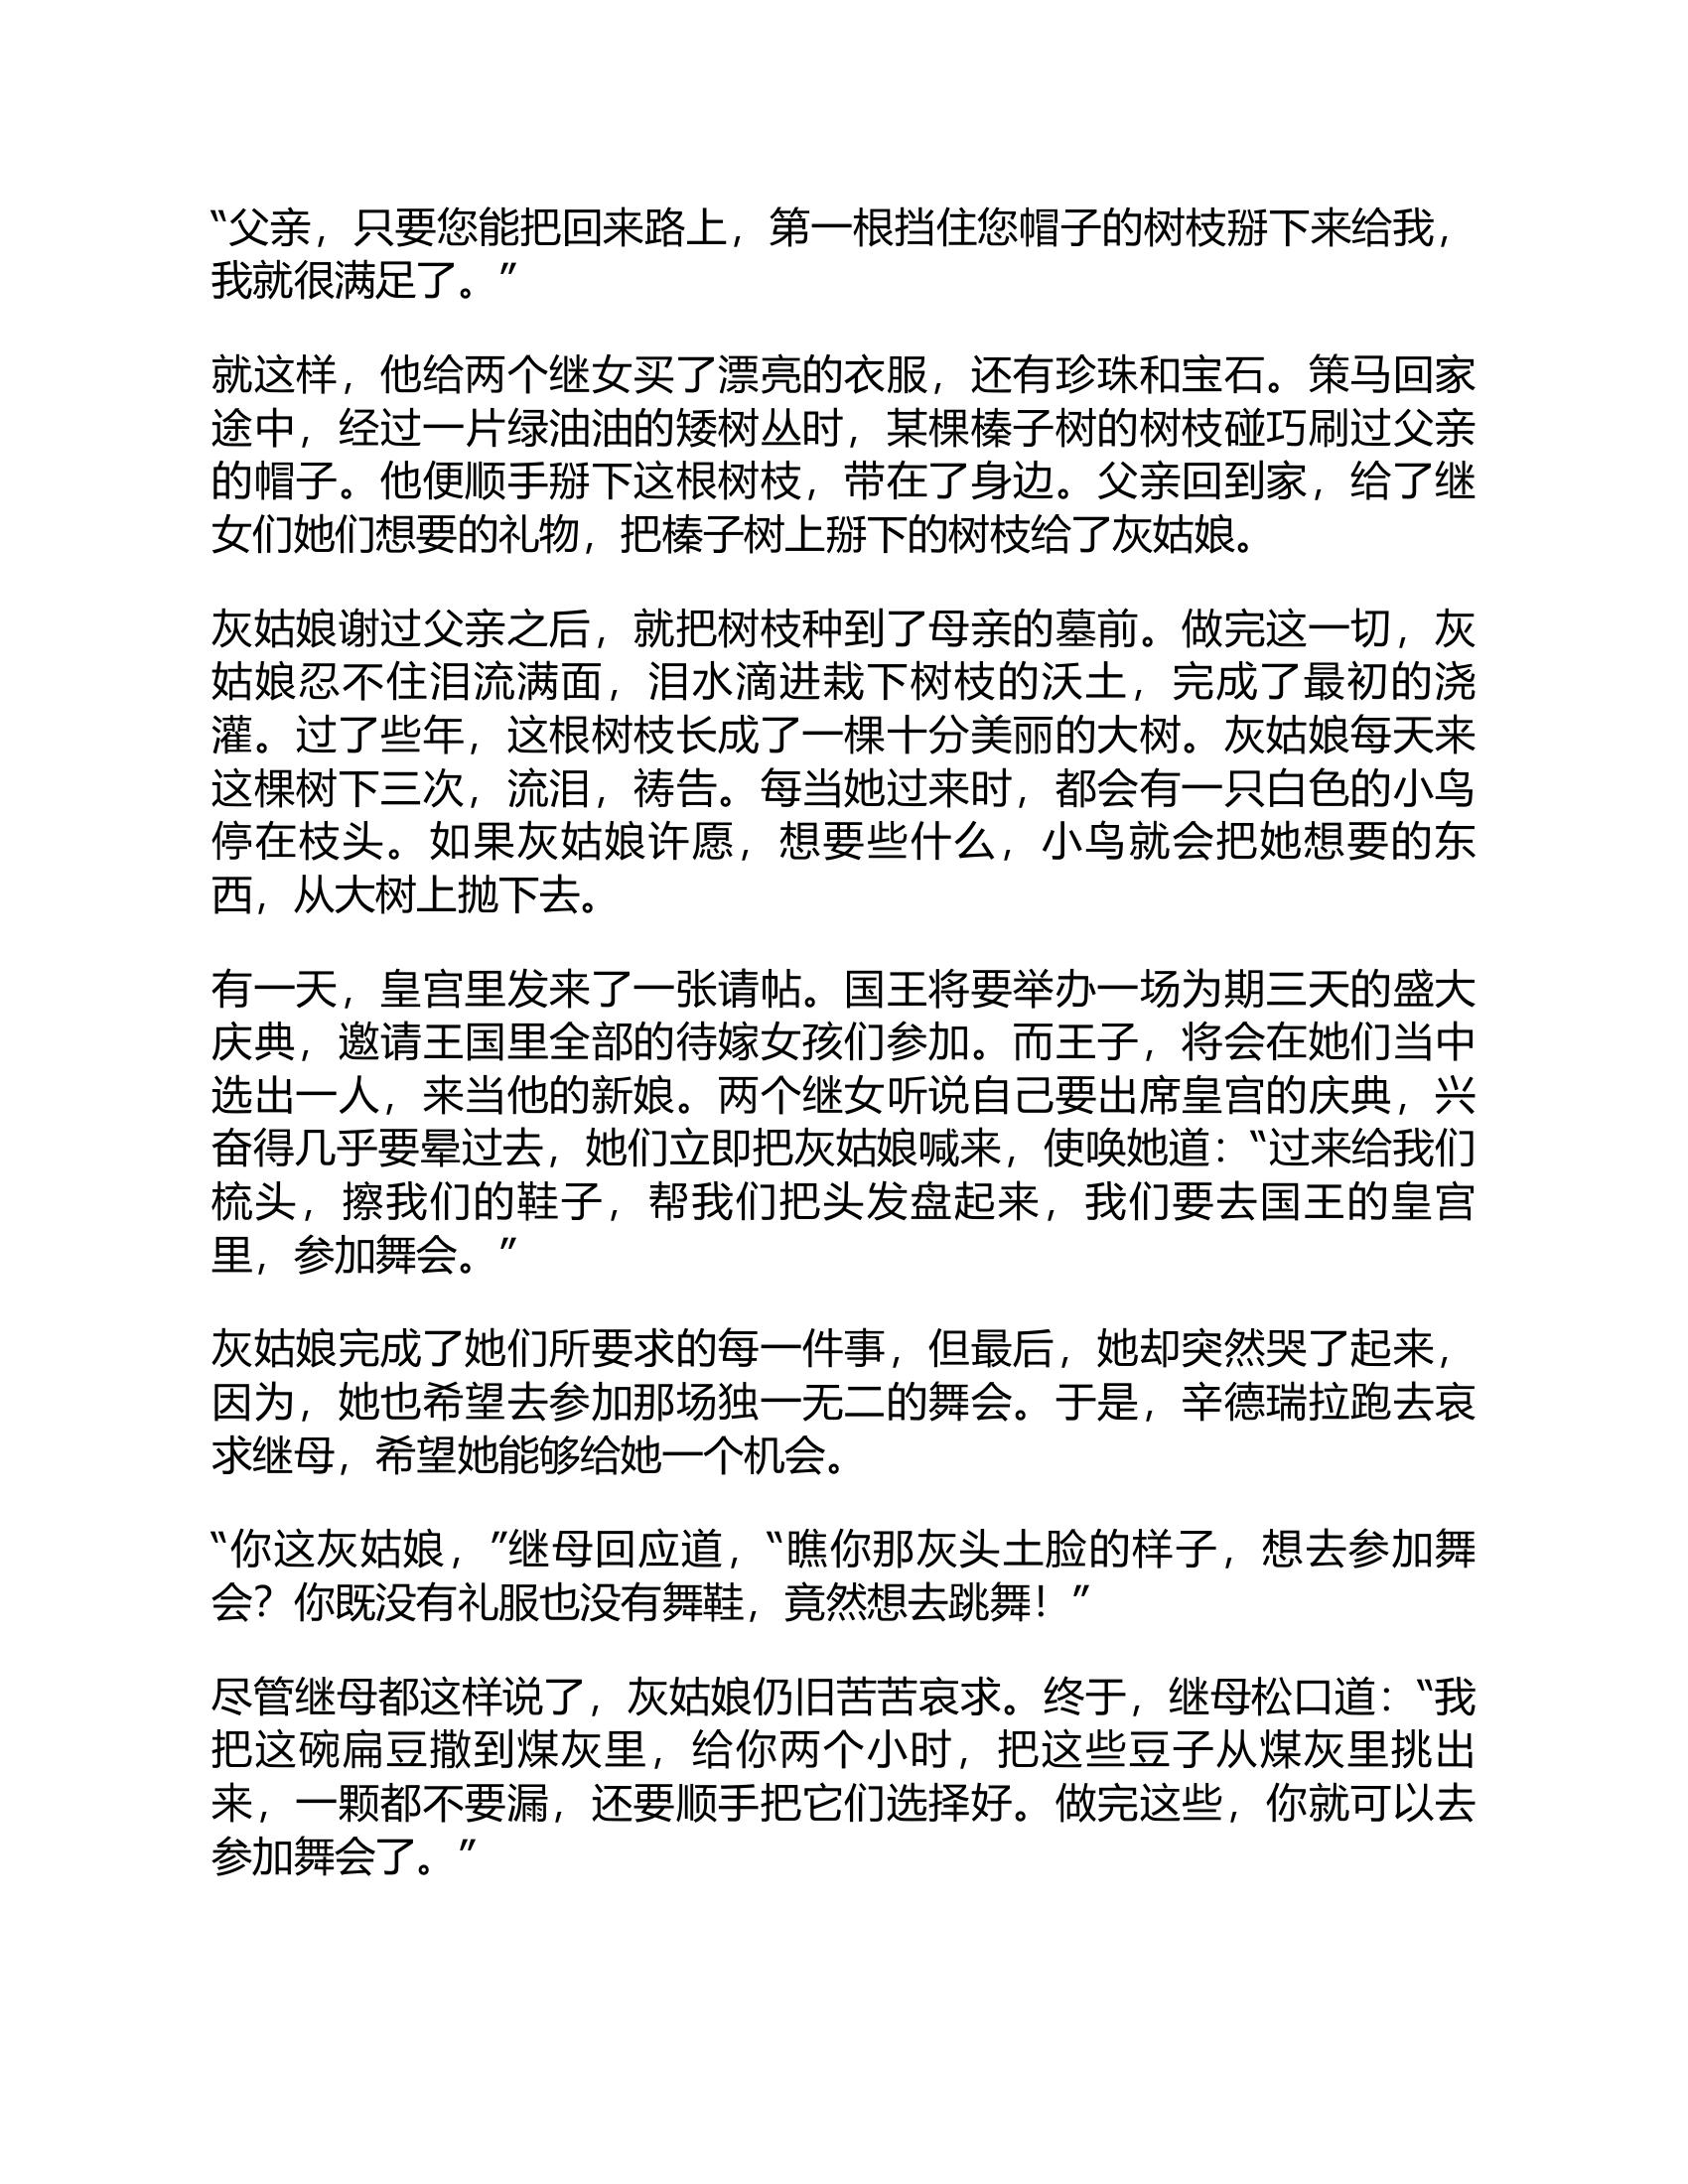 “父亲，只要您能把回来路上，第一根挡住您帽子的树枝掰下来给我，
我就很满足了。”
就这样，他给两个继女买了漂亮的衣服，还有珍珠和宝石。策马回家
途中，经过一片绿油油的矮树丛时，某棵榛子树的树枝碰巧刷过父亲
的帽子。他便顺手掰下这根树枝，带在了身边。父亲回到家，给了继
女们她们想要的礼物，把榛子树上掰下的树枝给了灰姑娘。
灰姑娘谢过父亲之后，就把树枝种到了母亲的墓前。做完这一切，灰
姑娘忍不住泪流满面，泪水滴进栽下树枝的沃土，完成了最初的浇
灌。过了些年，这根树枝长成了一棵十分美丽的大树。灰姑娘每天来
这棵树下三次，流泪，祷告。每当她过来时，都会有一只白色的小鸟
停在枝头。如果灰姑娘许愿，想要些什么，小鸟就会把她想要的东
西，从大树上抛下去。
有一天，皇宫里发来了一张请帖。国王将要举办一场为期三天的盛大
庆典，邀请王国里全部的待嫁女孩们参加。而王子，将会在她们当中
选出一人，来当他的新娘。两个继女听说自己要出席皇宫的庆典，兴
奋得几乎要晕过去，她们立即把灰姑娘喊来，使唤她道：“过来给我们
梳头，擦我们的鞋子，帮我们把头发盘起来，我们要去国王的皇宫
里，参加舞会。”
灰姑娘完成了她们所要求的每一件事，但最后，她却突然哭了起来，
因为，她也希望去参加那场独一无二的舞会。于是，辛德瑞拉跑去哀
求继母，希望她能够给她一个机会。
“你这灰姑娘，”继母回应道，“瞧你那灰头土脸的样子，想去参加舞
会？你既没有礼服也没有舞鞋，竟然想去跳舞！”
尽管继母都这样说了，灰姑娘仍旧苦苦哀求。终于，继母松口道：“我
把这碗扁豆撒到煤灰里，给你两个小时，把这些豆子从煤灰里挑出
来，一颗都不要漏，还要顺手把它们选择好。做完这些，你就可以去
参加舞会了。”